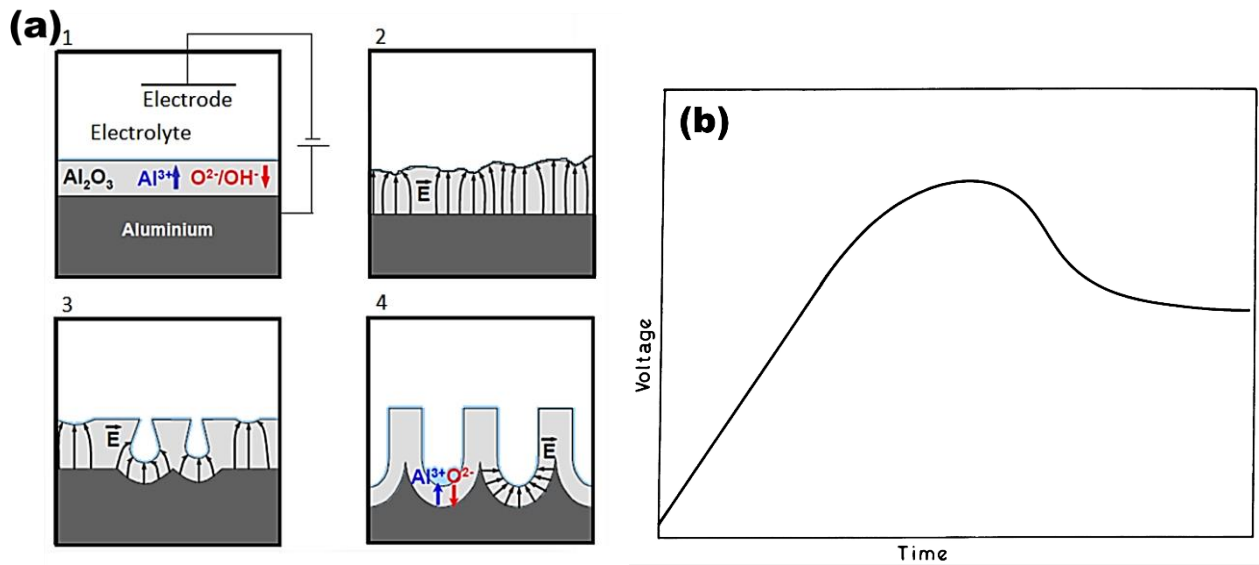 (a)
1
Electrode
Electrolyte
Al₂O₃ Al³⁺ O²⁻/OH⁻
Aluminium
2
E
3
E
4
E
Al³⁺O²⁻
(b)
Voltage
Time